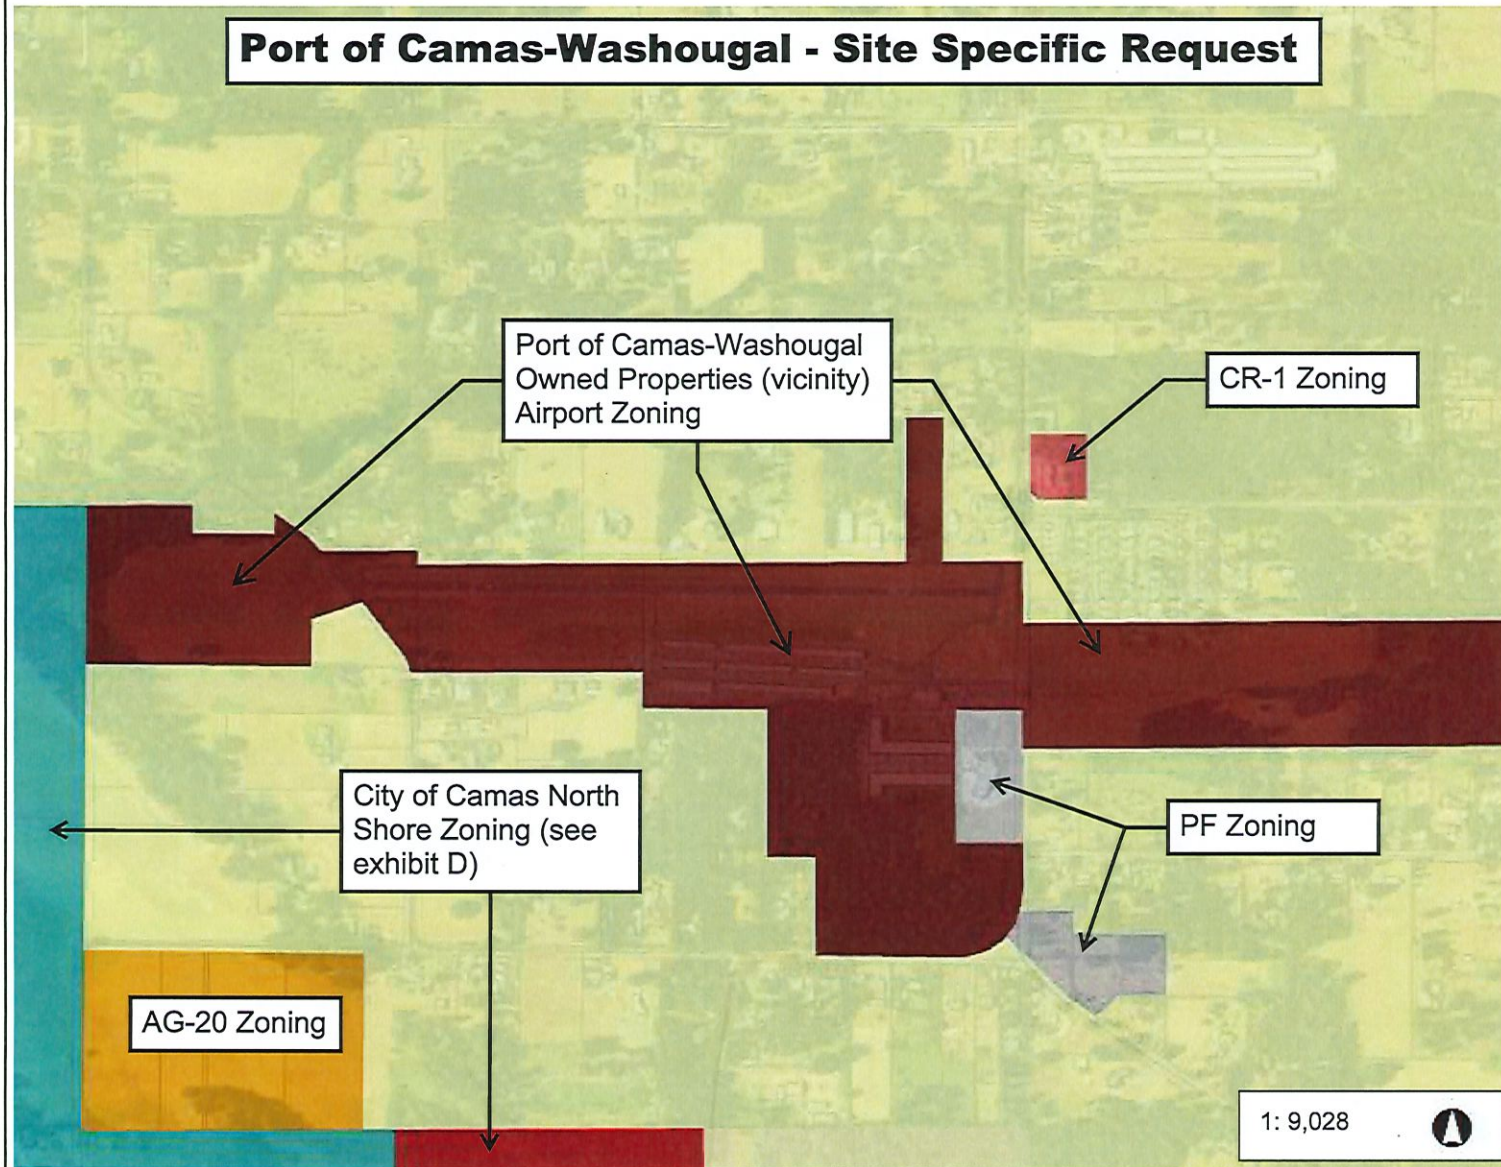 Port of Camas-Washougal - Site Specific Request
Port of Camas-Washougal
Owned Properties (vicinity)
Airport Zoning
CR-1 Zoning
City of Camas North
Shore Zoning (see
exhibit D)
PF Zoning
AG-20 Zoning
1: 9,028